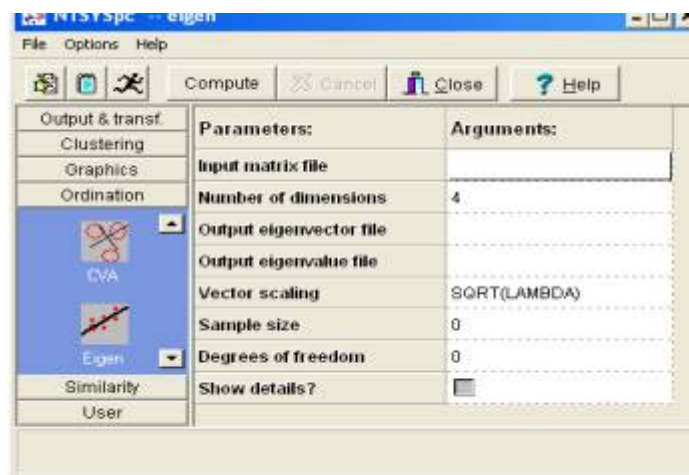 NTSYSpc -- eigen
File Options Help
Compute Cancel Close ? Help
Output & transf.
Clustering
Graphics
Ordination
CVA
Eigen
Similarity
User
Parameters: Arguments:
Input matrix file
Number of dimensions 4
Output eigenvector file
Output eigenvalue file
Vector scaling SQRT(LAMBDA)
Sample size 0
Degrees of freedom 0
Show details?